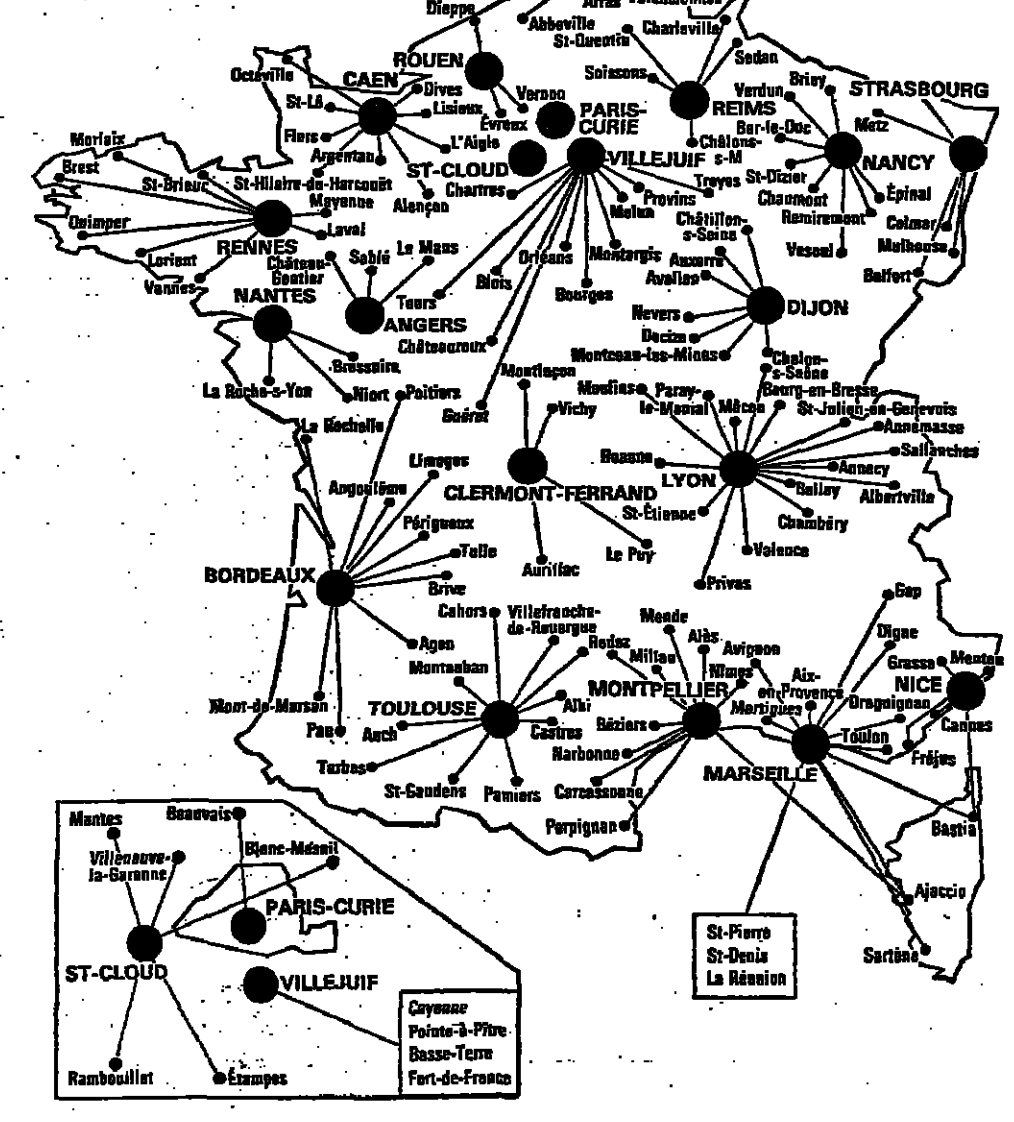 Dieppe
Abbeville
St-Quentin
Charleville
Sedan
ROUEN
Soissons
Octeville
CAEN
Dives
Vernon
Verdun
Briey
STRASBOURG
St-Lô
Lisieux
Évreux
PARIS-
CURIE
REIMS
Metz
Bar-le-Duc
Flers
L'Aigle
Châlons-
s-M
Morlaix
Argentan
ST-CLOUD
VILLEJUIF
NANCY
Brest
St-Brieuc
St-Hilaire-du-Harcouët
Chartres
Troyes
St-Dizier
Provins
Chaumont
Épinal
Mayenne
Alençon
Melun
Remiremont
Colmar
Quimper
Laval
Châtillon-
s-Seine
RENNES
Le Mans
Orléans
Montargis
Vesoul
Mulhouse
Lorient
Château-
Gontier
Sablé
Auxerre
Belfort
Vannes
Blois
Avallon
NANTES
Tours
Bourges
DIJON
ANGERS
Nevers
Decize
Châteauroux
Montceau-les-Mines
Bressuire
Montluçon
Chalon-
s-Saône
La Roche-s-Yon
Niort
Poitiers
Moulins
Paray-
le-Monial
Bourg-en-Bresse
Guéret
Vichy
Mâcon
St-Julien-en-Genevois
La Rochelle
Annemasse
Limoges
Roanne
Sallanches
Annecy
LYON
Angoulême
CLERMONT-FERRAND
Belley
Albertville
St-Étienne
Chambéry
Périgueux
Tulle
Le Puy
Valence
Aurillac
BORDEAUX
Brive
Privas
Cahors
Villefranche-
de-Rouergue
Mende
Gap
Agen
Rodez
Alès
Digne
Millau
Avignon
Montauban
Nîmes
Grasse
Menton
Aix-
en-Provence
NICE
MONTPELLIER
Mont-de-Marsan
TOULOUSE
Albi
Martigues
Draguignan
Pau
Auch
Castres
Béziers
Toulon
Cannes
Narbonne
Fréjus
Tarbes
MARSEILLE
St-Gaudens
Pamiers
Carcassonne
Perpignan
Bastia
Mantes
Beauvais
Villeneuve-
la-Garenne
Blanc-Mesnil
Ajaccio
PARIS-CURIE
St-Pierre
St-Denis
La Réunion
Sartène
ST-CLOUD
VILLEJUIF
Cayenne
Pointe-à-Pitre
Basse-Terre
Fort-de-France
Rambouillet
Étampes